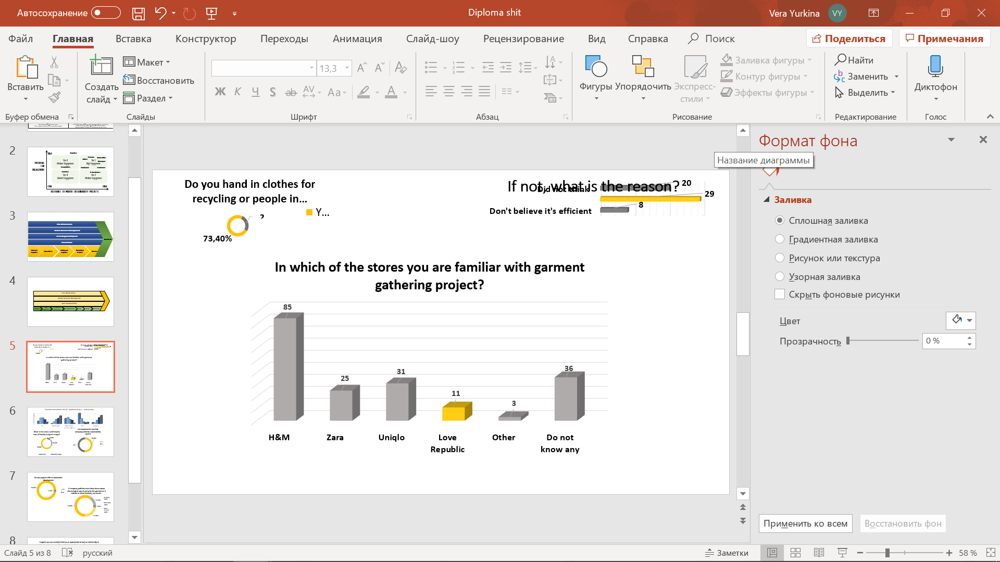 Автосохранение
Diploma shit
Vera Yurkina
VY
Файл
Главная
Вставка
Конструктор
Переходы
Анимация
Слайд-шоу
Рецензирование
Вид
Справка
Поиск
Поделиться
Примечания
Вставить
Создать слайд
Макет
Восстановить
Раздел
13,3
Ж К Ч S ab AV Aa A
Фигуры
Упорядочить
Экспресс-стили
Заливка фигуры
Контур фигуры
Эффекты фигуры
Найти
Заменить
Выделить
Диктофон
Буфер обмена
Слайды
Шрифт
Абзац
Рисование
Редактирование
Голос
2
3
4
5
6
7
8
Do you hand in clothes for
recycling or people in...
Y...
73,40%
If not, what is the reason?
Did not think
20
29
Don't believe it's efficient
8
In which of the stores you are familiar with garment
gathering project?
85
25
31
11
3
36
H&M
Zara
Uniqlo
Love
Republic
Other
Do not
know any
Формат фона
Название диаграммы
Заливка
Сплошная заливка
Градиентная заливка
Рисунок или текстура
Узорная заливка
Скрыть фоновые рисунки
Цвет
Прозрачность
0 %
Применить ко всем
Восстановить фон
Слайд 5 из 8
русский
Заметки
58 %